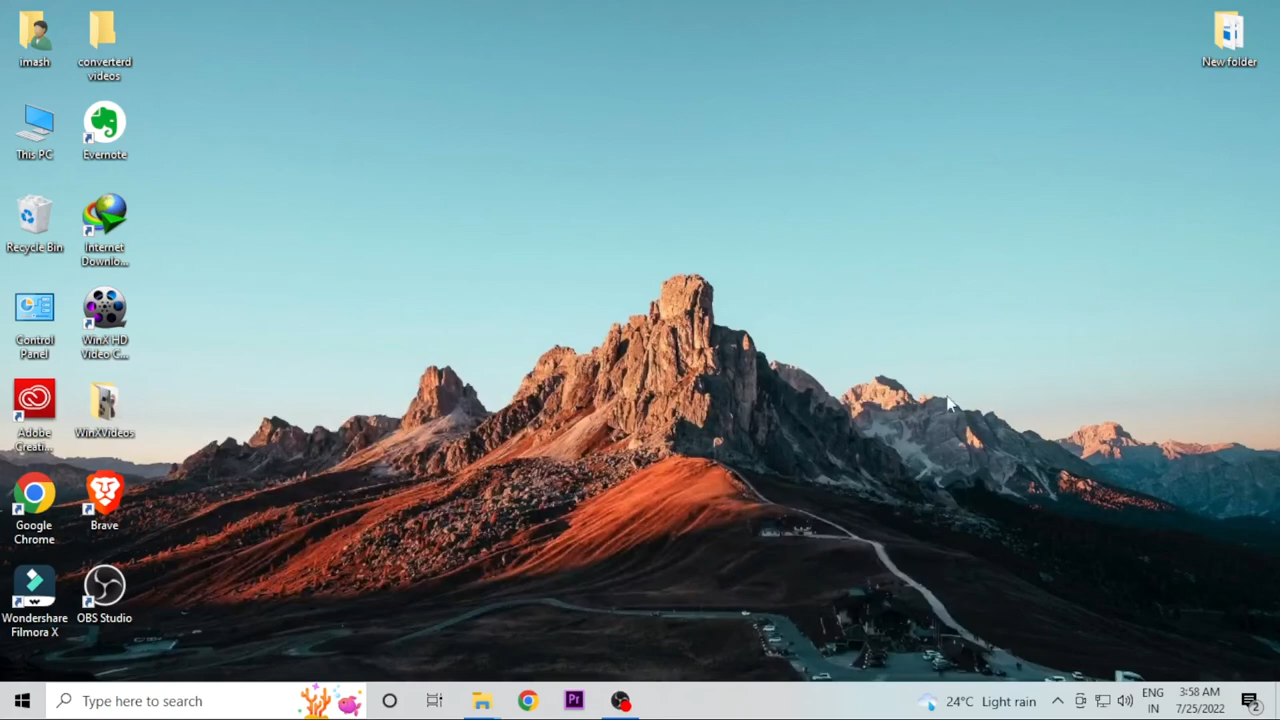 imash
converterd
videos
New folder
This PC
Evernote
Recycle Bin
Internet
Downlo...
Control
Panel
WinX HD
Video C...
Adobe
Creati...
WinXVideos
Google
Chrome
Brave
Wondershare
Filmora X
OBS Studio
Type here to search
Pr
24°C Light rain
ENG
IN
3:58 AM
7/25/2022
2